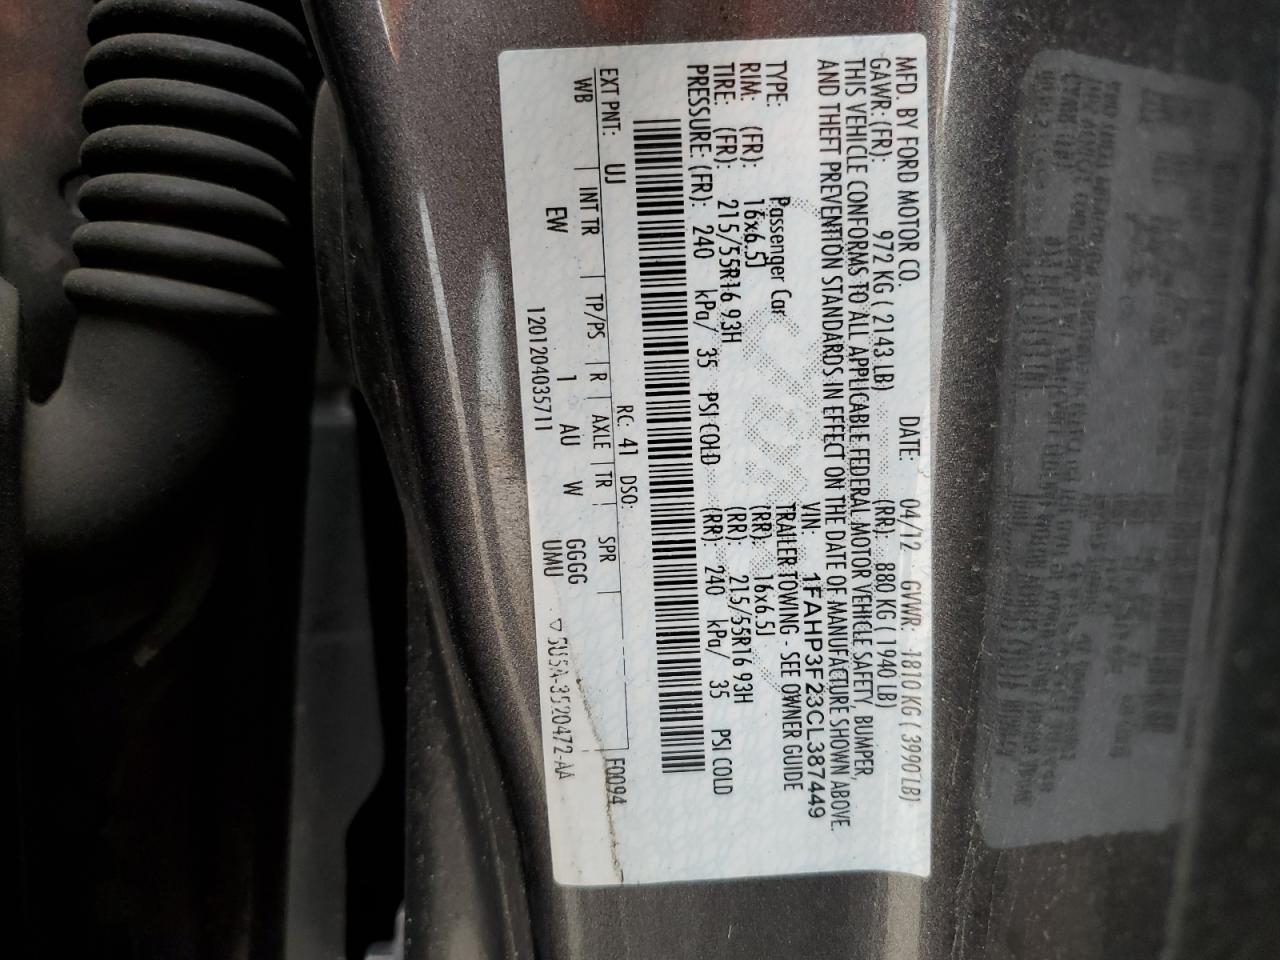 MFD. BY FORD MOTOR CO.
DATE: 04/12 GVWR: 1810 KG ( 3990 LB)
GAWR: (FR): 972 KG ( 2143 LB) (RR): 880 KG ( 1940 LB)
THIS VEHICLE CONFORMS TO ALL APPLICABLE FEDERAL MOTOR VEHICLE SAFETY, BUMPER,
AND THEFT PREVENTION STANDARDS IN EFFECT ON THE DATE OF MANUFACTURE SHOWN ABOVE.
VIN: 1FAHP3F23CL387449
TYPE: Passenger Car TRAILER TOWING - SEE OWNER GUIDE
RIM: (FR): 16x6.5J (RR): 16x6.5J
TIRE: (FR): 215/55R16 93H (RR): 215/55R16 93H
PRESSURE: (FR): 240 kPa/ 35 PSI COLD (RR): 240 kPa/ 35 PSI COLD
F0094
EXT PNT: UJ RC: 41 DSO:
WB INT TR TP/PS R AXLE TR SPR
EW 1 AU W GGGG
1201204035711 UMU ▽ 5U5A-3520472-AA